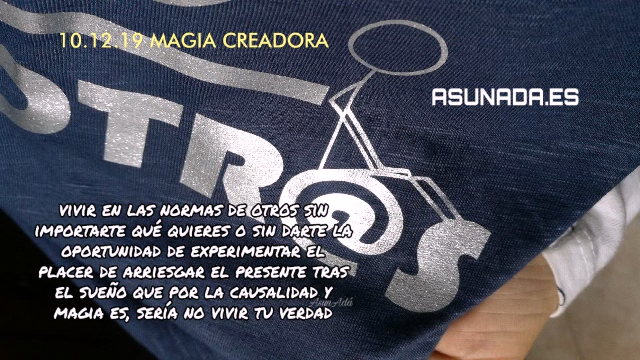 10.12.19 MAGIA CREADORA
ASUNADA.ES
OTR@S
VIVIR EN LAS NORMAS DE OTROS SIN
IMPORTARTE QUÉ QUIERES O SIN DARTE LA
OPORTUNIDAD DE EXPERIMENTAR EL
PLACER DE ARRIESGAR EL PRESENTE TRAS
EL SUEÑO QUE POR LA CAUSALIDAD Y
MAGIA ES, SERÍA NO VIVIR TU VERDAD
AsunAdá